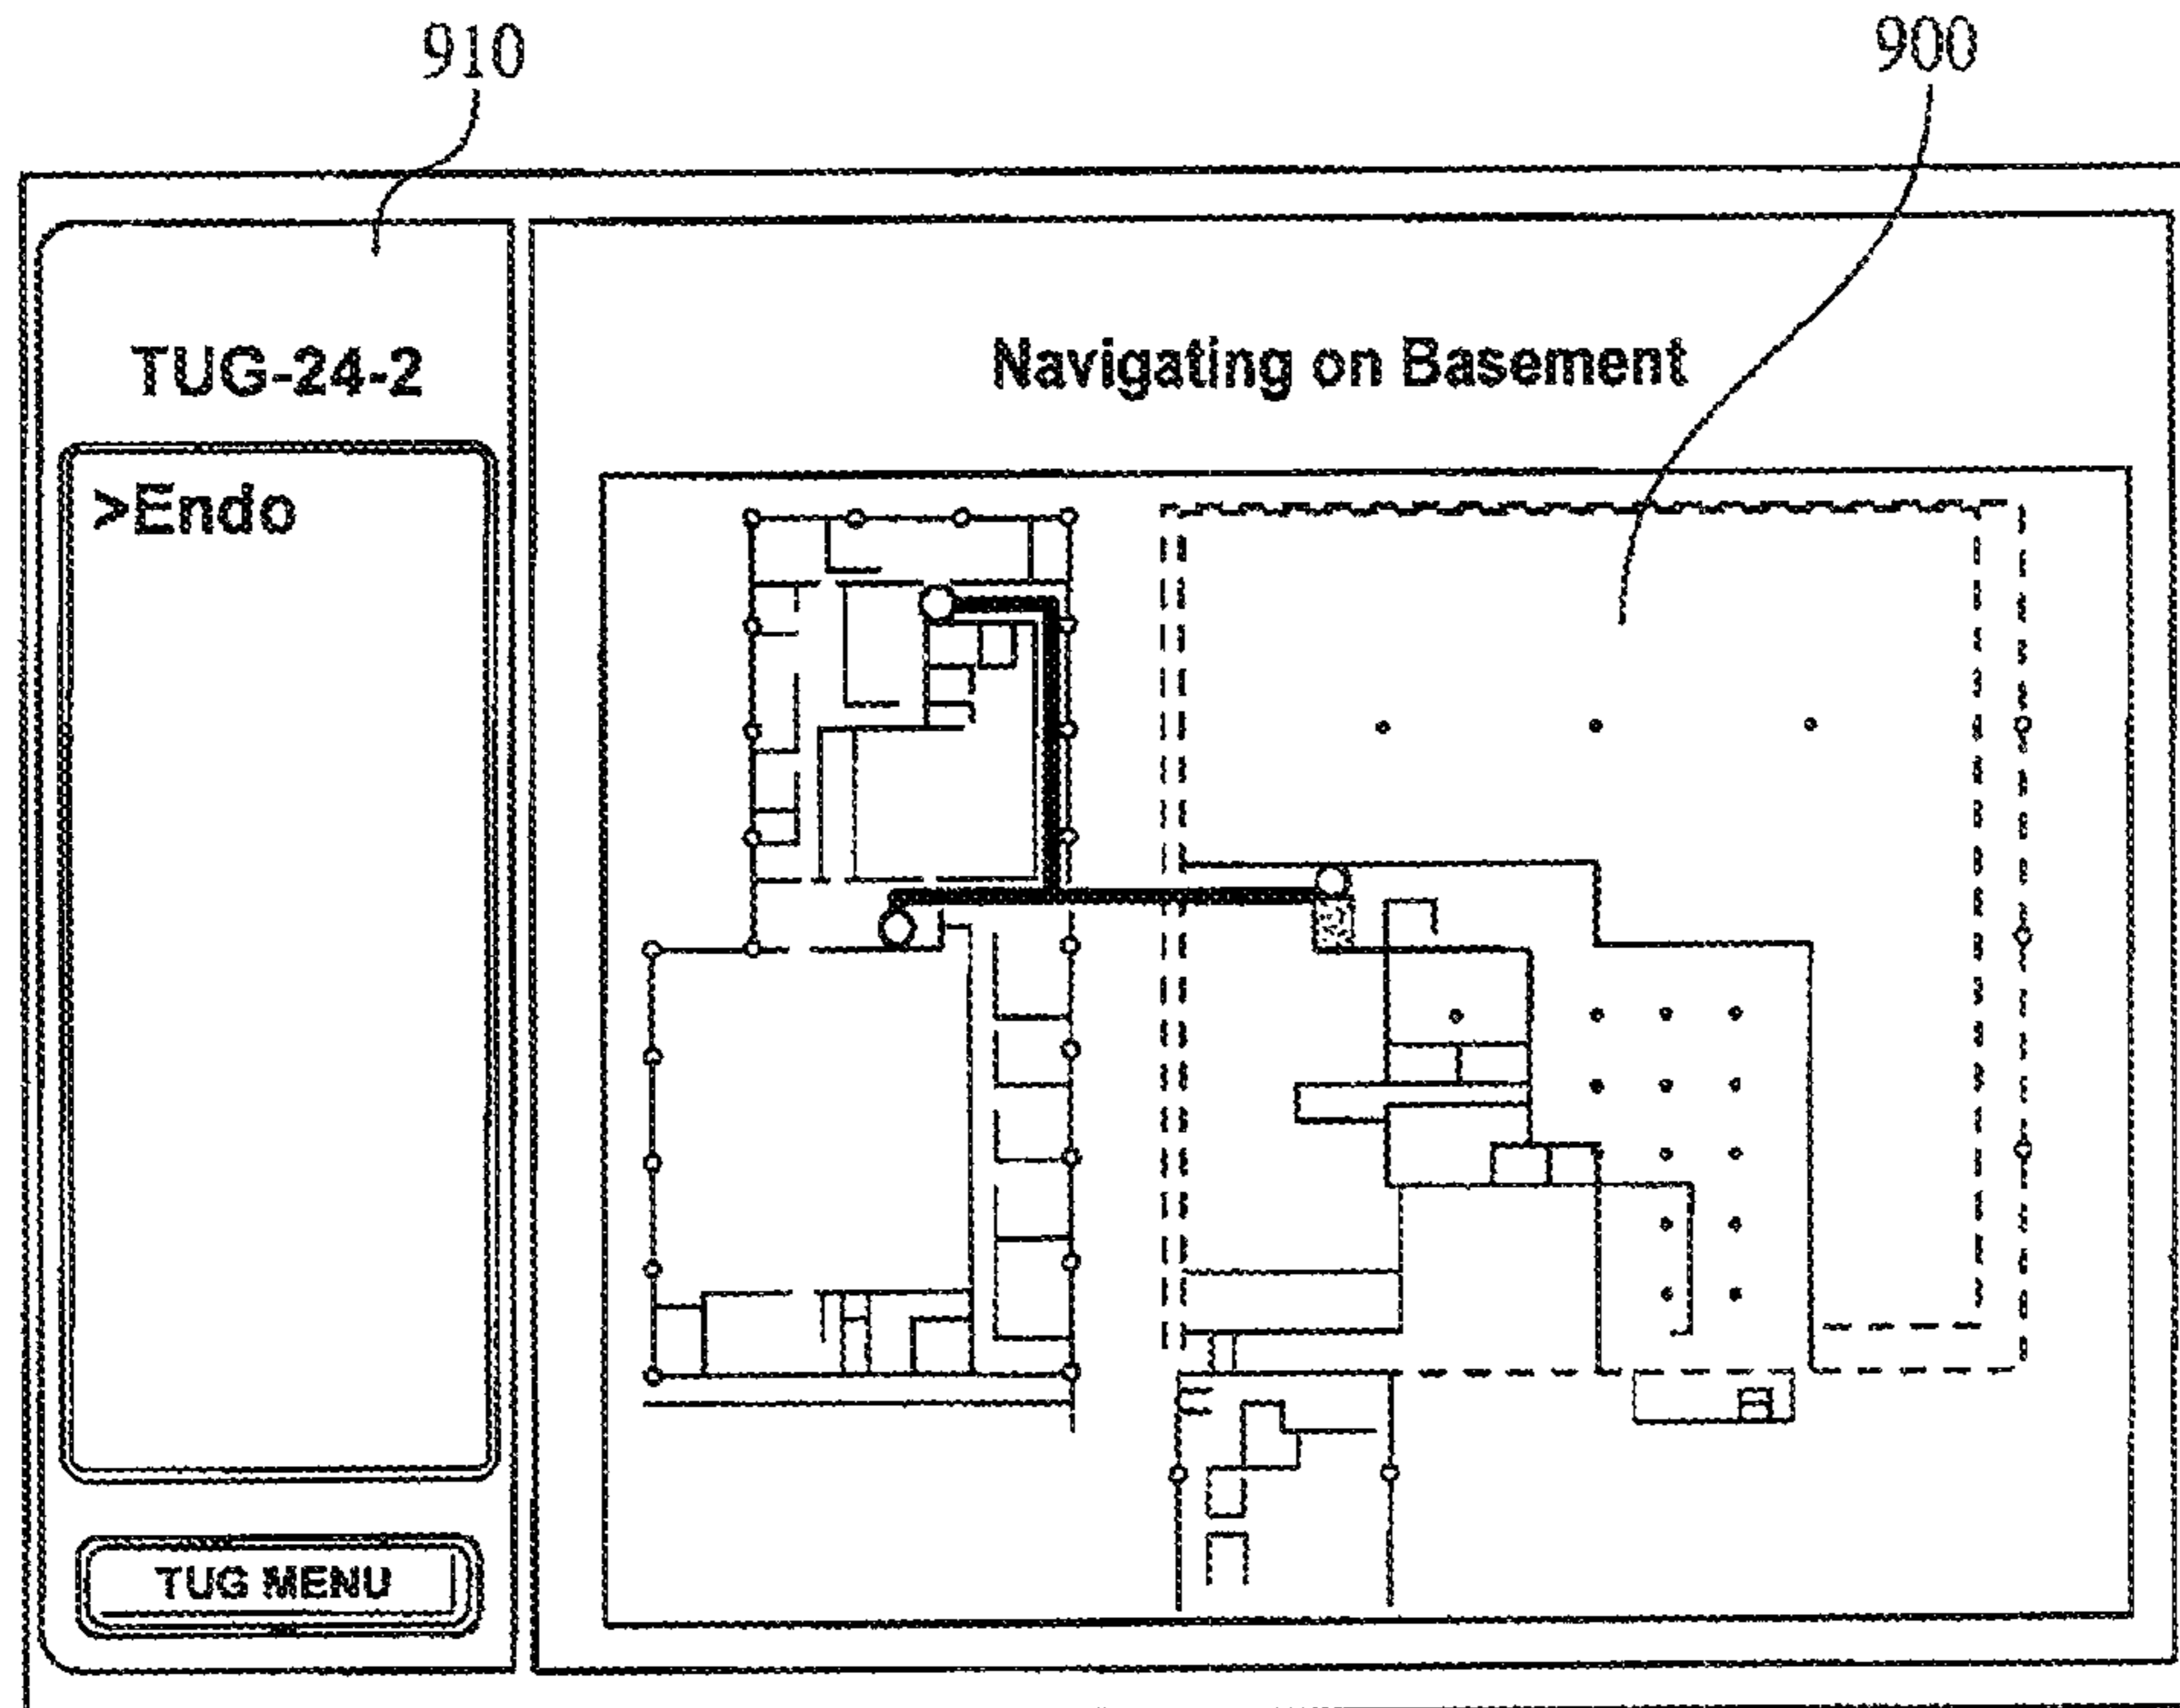 910
900
TUG-24-2
>Endo
TUG MENU
Navigating on Basement